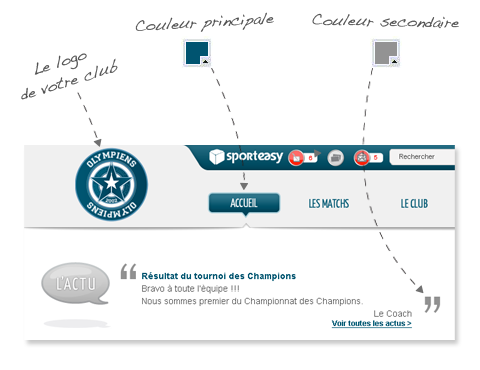 Couleur principale
Couleur secondaire
Le logo
de votre club
OLYMPIENS
2002
OLYMPIENS
sporteasy
6
5
Rechercher
ACCUEIL
LES MATCHS
LE CLUB
L'ACTU
“
Résultat du tournoi des Champions
Bravo à toute l'équipe !!!
Nous sommes premier du Championnat des Champions.
”
Le Coach
Voir toutes les actus >